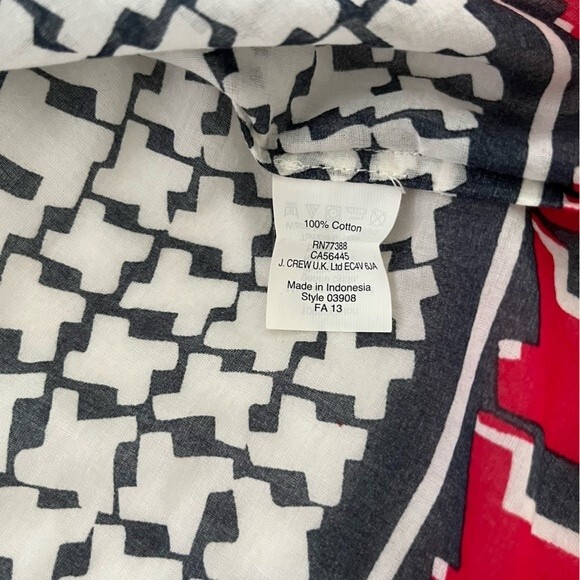 100% Cotton
RN77388
CA56445
J. CREW U.K. Ltd EC4V 6JA
Made in Indonesia
Style 03908
FA 13